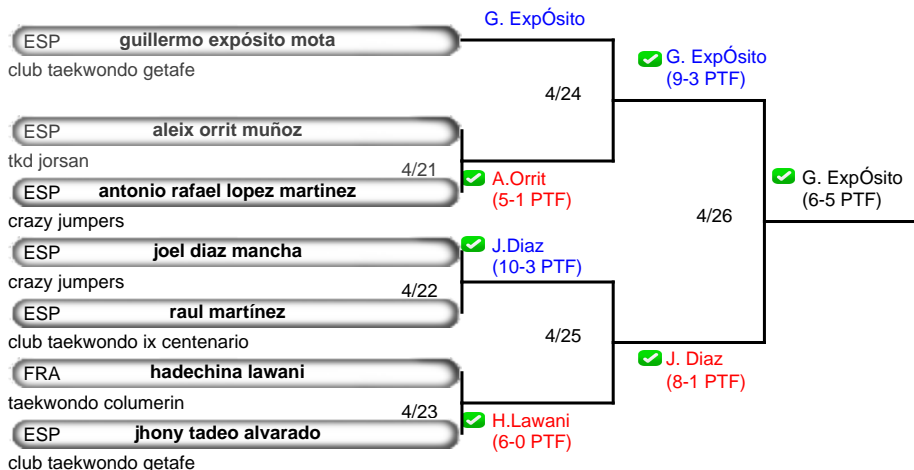 G. ExpÓsito
ESP guillermo expósito mota
club taekwondo getafe
G. ExpÓsito
(9-3 PTF)
4/24
ESP aleix orrit muñoz
tkd jorsan
4/21
A.Orrit
(5-1 PTF)
ESP antonio rafael lopez martinez
crazy jumpers
G. ExpÓsito
(6-5 PTF)
4/26
ESP joel diaz mancha
crazy jumpers
J.Diaz
(10-3 PTF)
4/22
ESP raul martínez
club taekwondo ix centenario
4/25
J. Diaz
(8-1 PTF)
FRA hadechina lawani
taekwondo columerin
4/23
H.Lawani
(6-0 PTF)
ESP jhony tadeo alvarado
club taekwondo getafe